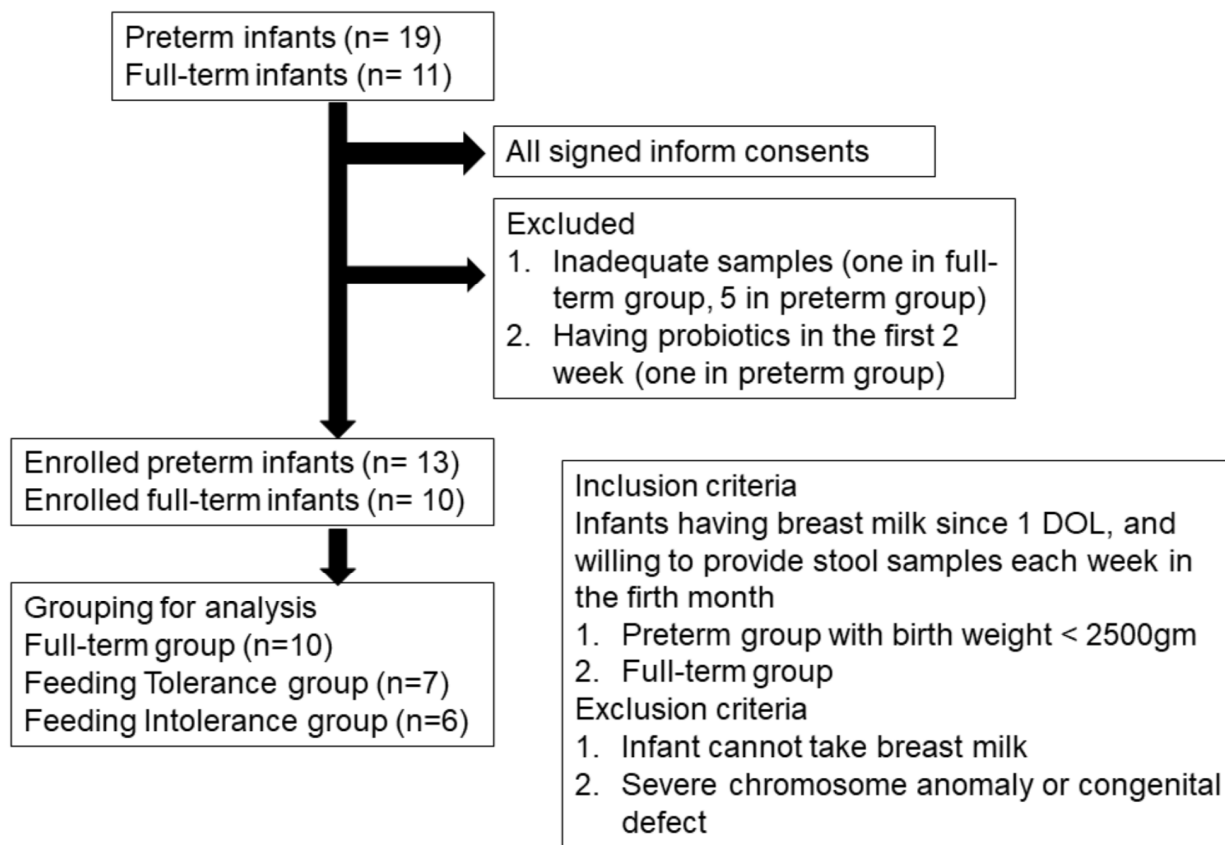 Preterm infants (n= 19)
Full-term infants (n= 11)
All signed inform consents
Excluded
1. Inadequate samples (one in full-
term group, 5 in preterm group)
2. Having probiotics in the first 2
week (one in preterm group)
Enrolled preterm infants (n= 13)
Enrolled full-term infants (n= 10)
Grouping for analysis
Full-term group (n=10)
Feeding Tolerance group (n=7)
Feeding Intolerance group (n=6)
Inclusion criteria
Infants having breast milk since 1 DOL, and
willing to provide stool samples each week in
the firth month
1. Preterm group with birth weight < 2500gm
2. Full-term group
Exclusion criteria
1. Infant cannot take breast milk
2. Severe chromosome anomaly or congenital
defect